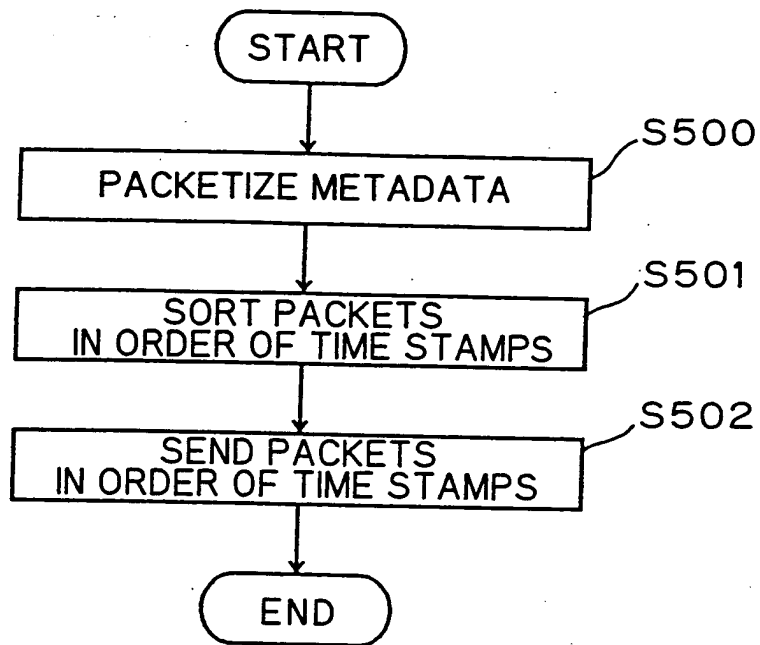 START
S500
PACKETIZE METADATA
S501
SORT PACKETS
IN ORDER OF TIME STAMPS
S502
SEND PACKETS
IN ORDER OF TIME STAMPS
END